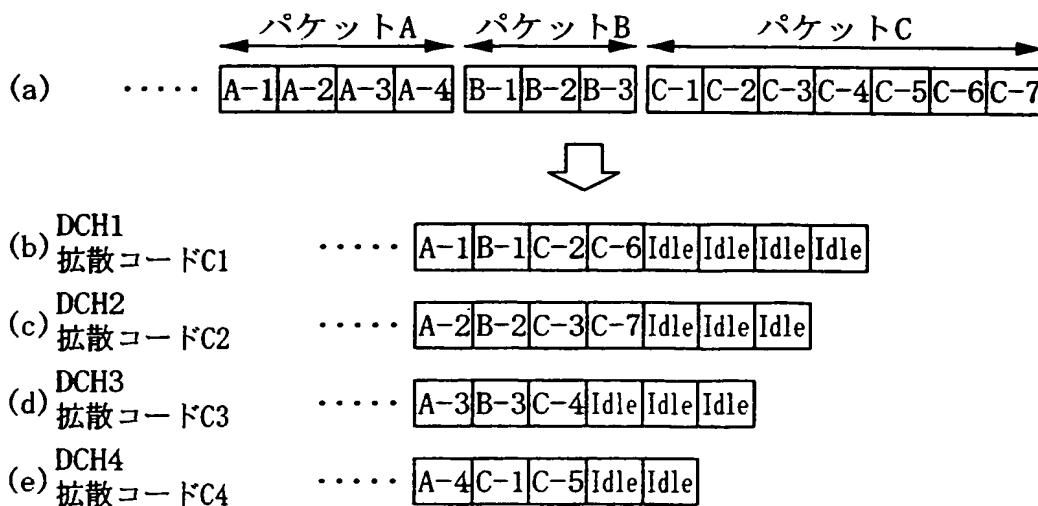 パケットA パケットB パケットC
(a) ····· A-1 A-2 A-3 A-4 B-1 B-2 B-3 C-1 C-2 C-3 C-4 C-5 C-6 C-7
(b) DCH1
拡散コードC1 ····· A-1 B-1 C-2 C-6 Idle Idle Idle Idle
(c) DCH2
拡散コードC2 ····· A-2 B-2 C-3 C-7 Idle Idle Idle
(d) DCH3
拡散コードC3 ····· A-3 B-3 C-4 Idle Idle Idle
(e) DCH4
拡散コードC4 ····· A-4 C-1 C-5 Idle Idle